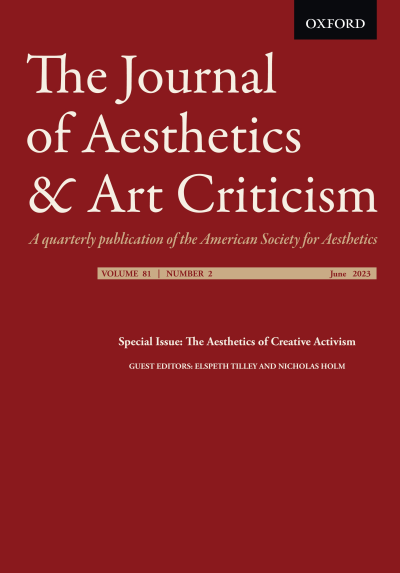 OXFORD
The Journal
of Aesthetics
& Art Criticism
A quarterly publication of the American Society for Aesthetics
VOLUME 81 | NUMBER 2 June 2023
Special Issue: The Aesthetics of Creative Activism
GUEST EDITORS: ELSPETH TILLEY AND NICHOLAS HOLM